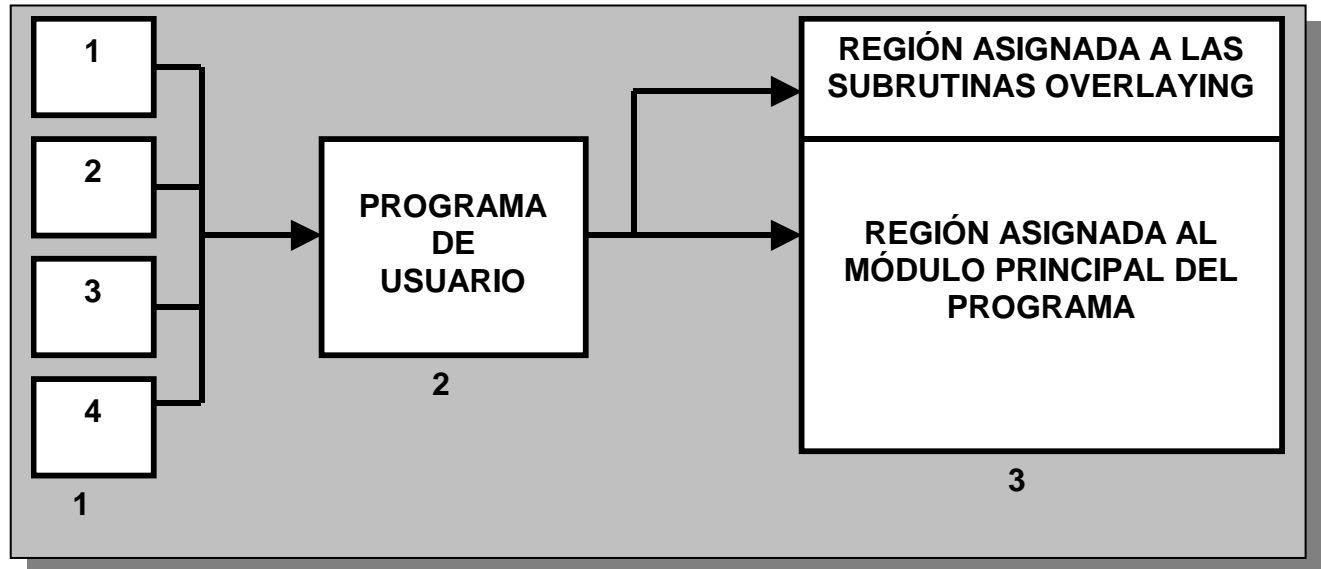 1
2
3
4
1
PROGRAMA
DE
USUARIO
2
REGIÓN ASIGNADA A LAS
SUBRUTINAS OVERLAYING
REGIÓN ASIGNADA AL
MÓDULO PRINCIPAL DEL
PROGRAMA
3